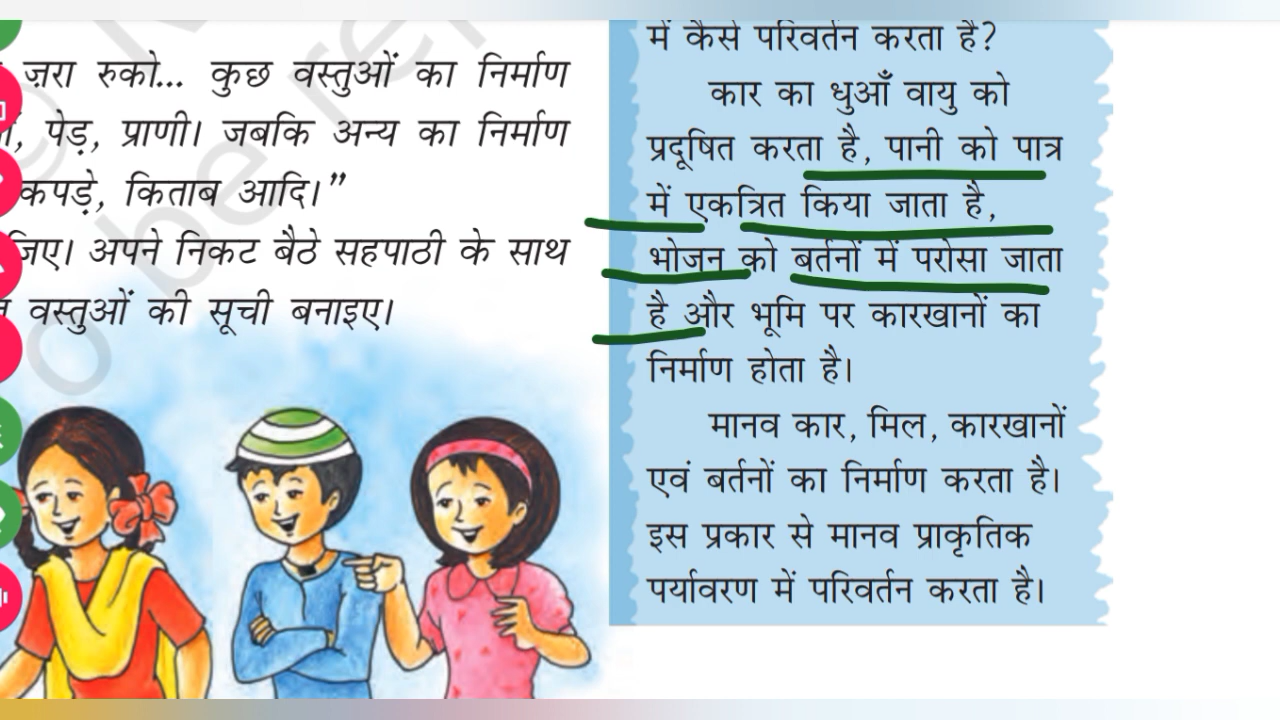 ज़रा रुको... कुछ वस्तुओं का निर्माण
पेड़, प्राणी। जबकि अन्य का निर्माण
कपड़े, किताब आदि।”
अपने निकट बैठे सहपाठी के साथ
वस्तुओं की सूची बनाइए।
में कैसे परिवर्तन करता है?
कार का धुआँ वायु को
प्रदूषित करता है, पानी को पात्र
में एकत्रित किया जाता है,
भोजन को बर्तनों में परोसा जाता
है और भूमि पर कारखानों का
निर्माण होता है।
मानव कार, मिल, कारखानों
एवं बर्तनों का निर्माण करता है।
इस प्रकार से मानव प्राकृतिक
पर्यावरण में परिवर्तन करता है।